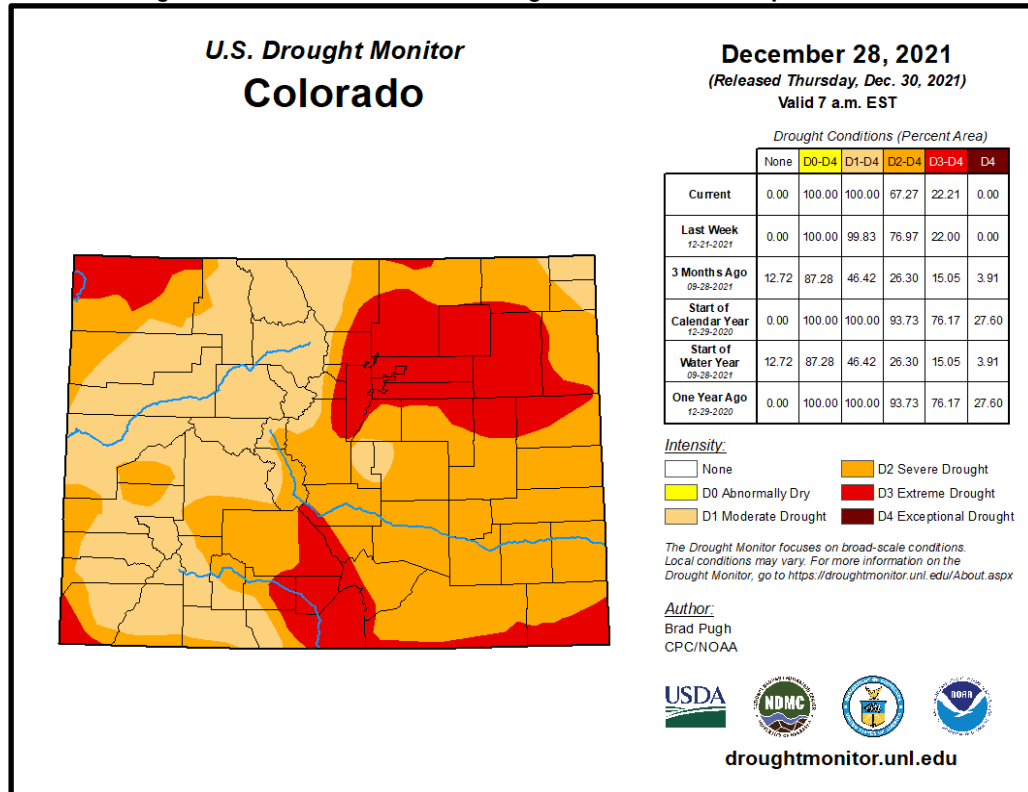 U.S. Drought Monitor
Colorado
December 28, 2021
(Released Thursday, Dec. 30, 2021)
Valid 7 a.m. EST
Drought Conditions (Percent Area)
None D0-D4 D1-D4 D2-D4 D3-D4 D4
Current 0.00 100.00 100.00 67.27 22.21 0.00
Last Week
12-21-2021 0.00 100.00 99.83 76.97 22.00 0.00
3 Months Ago
09-28-2021 12.72 87.28 46.42 26.30 15.05 3.91
Start of
Calendar Year
12-29-2020 0.00 100.00 100.00 93.73 76.17 27.60
Start of
Water Year
09-28-2021 12.72 87.28 46.42 26.30 15.05 3.91
One Year Ago
12-29-2020 0.00 100.00 100.00 93.73 76.17 27.60
Intensity:
None
D0 Abnormally Dry
D1 Moderate Drought
D2 Severe Drought
D3 Extreme Drought
D4 Exceptional Drought
The Drought Monitor focuses on broad-scale conditions.
Local conditions may vary. For more information on the
Drought Monitor, go to https://droughtmonitor.unl.edu/About.aspx
Author:
Brad Pugh
CPC/NOAA
USDA
NDMC
NOAA
droughtmonitor.unl.edu